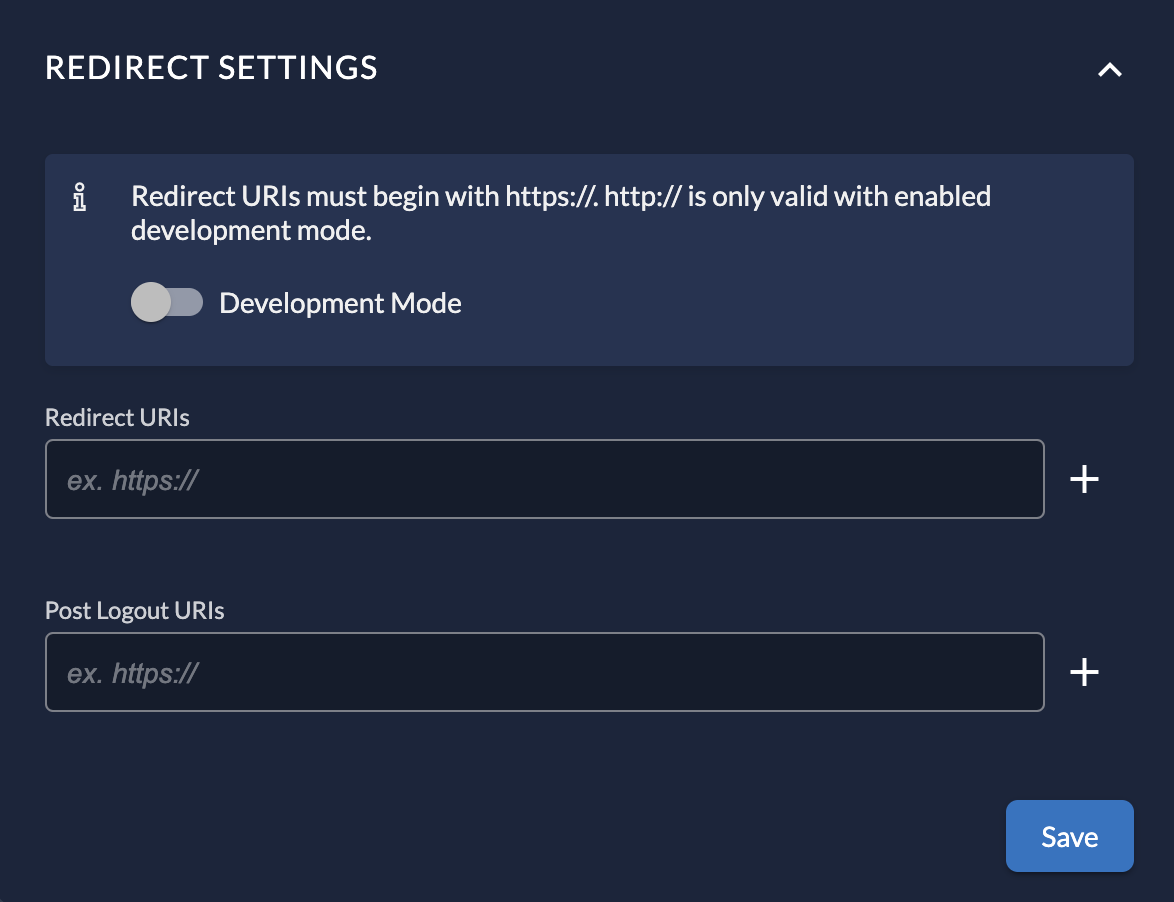 REDIRECT SETTINGS
Redirect URIs must begin with https://. http:// is only valid with enabled
development mode.
Development Mode
Redirect URIs
ex. https://
Post Logout URIs
ex. https://
Save